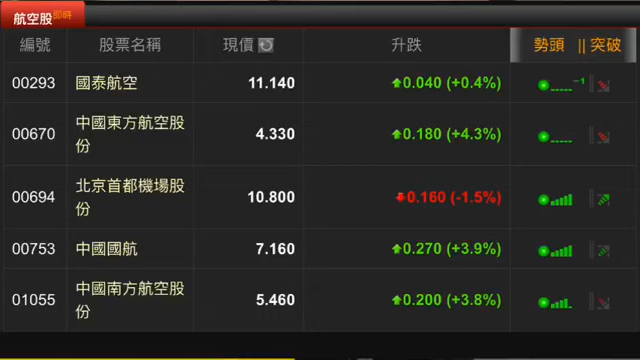 航空股即時
編號 股票名稱 現價 升跌 勢頭 || 突破
00293 國泰航空 11.140 0.040 (+0.4%) -1
00670 中國東方航空股份 4.330 0.180 (+4.3%)
00694 北京首都機場股份 10.800 0.160 (-1.5%)
00753 中國國航 7.160 0.270 (+3.9%)
01055 中國南方航空股份 5.460 0.200 (+3.8%)